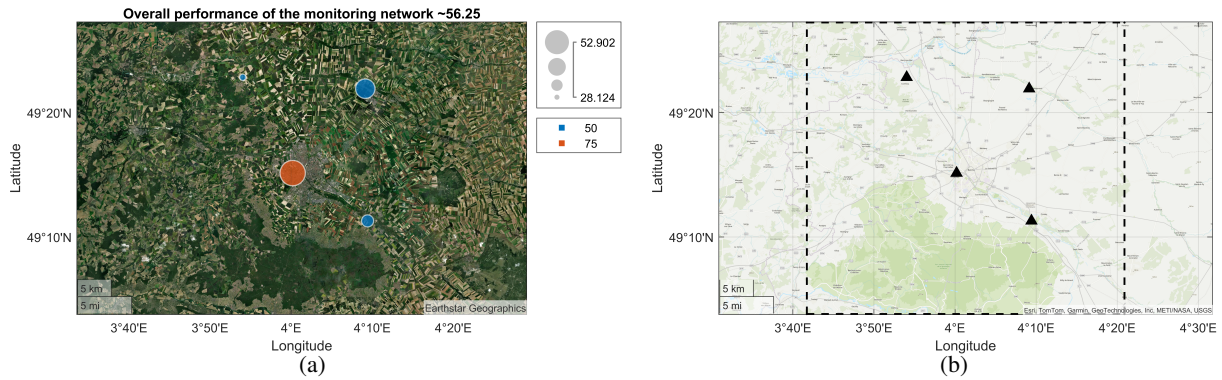 Overall performance of the monitoring network ~56.25
52.902
28.124
50
75
Latitude
49°20'N
49°10'N
5 km
5 mi
Earthstar Geographics
3°40'E 3°50'E 4°E 4°10'E 4°20'E
Longitude
(a)
Latitude
49°20'N
49°10'N
5 km
5 mi
Esri, TomTom, Garmin, GeoTechnologies, Inc, METI/NASA, USGS
3°40'E 3°50'E 4°E 4°10'E 4°20'E 4°30'E
Longitude
(b)